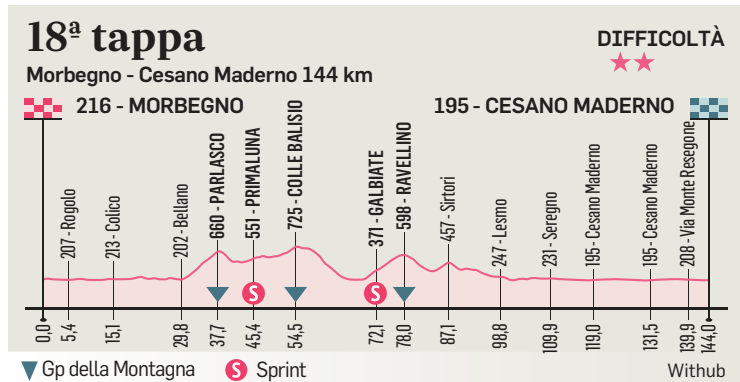 18ª tappa
DIFFICOLTÀ
Morbegno - Cesano Maderno 144 km
216 - MORBEGNO
195 - CESANO MADERNO
207 - Rogolo
213 - Colico
202 - Bellano
660 - PARLASCO
551 - PRIMALUNA
725 - COLLE BALISIO
371 - GALBIATE
598 - RAVELLINO
457 - Sirtori
247 - Lesmo
231 - Seregno
195- Cesano Maderno
195 - Cesano Maderno
208 - Via Monte Resegone
S
S
0,0
5,4
15,1
29,8
37,7
45,4
54,5
72,1
78,0
87,1
98,8
109,9
119,0
131,5
139,9
144,0
Gp della Montagna
S Sprint
Withub